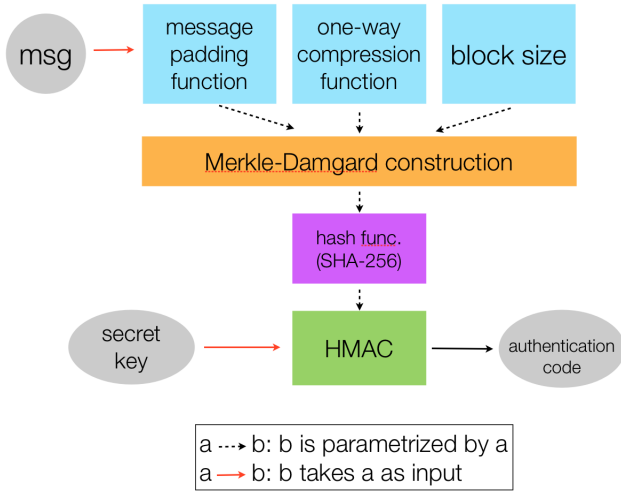 msg
message
padding
function
one-way
compression
function
block size
Merkle-Damgard construction
hash func.
(SHA-256)
secret
key
HMAC
authentication
code
a b: b is parametrized by a
a b: b takes a as input